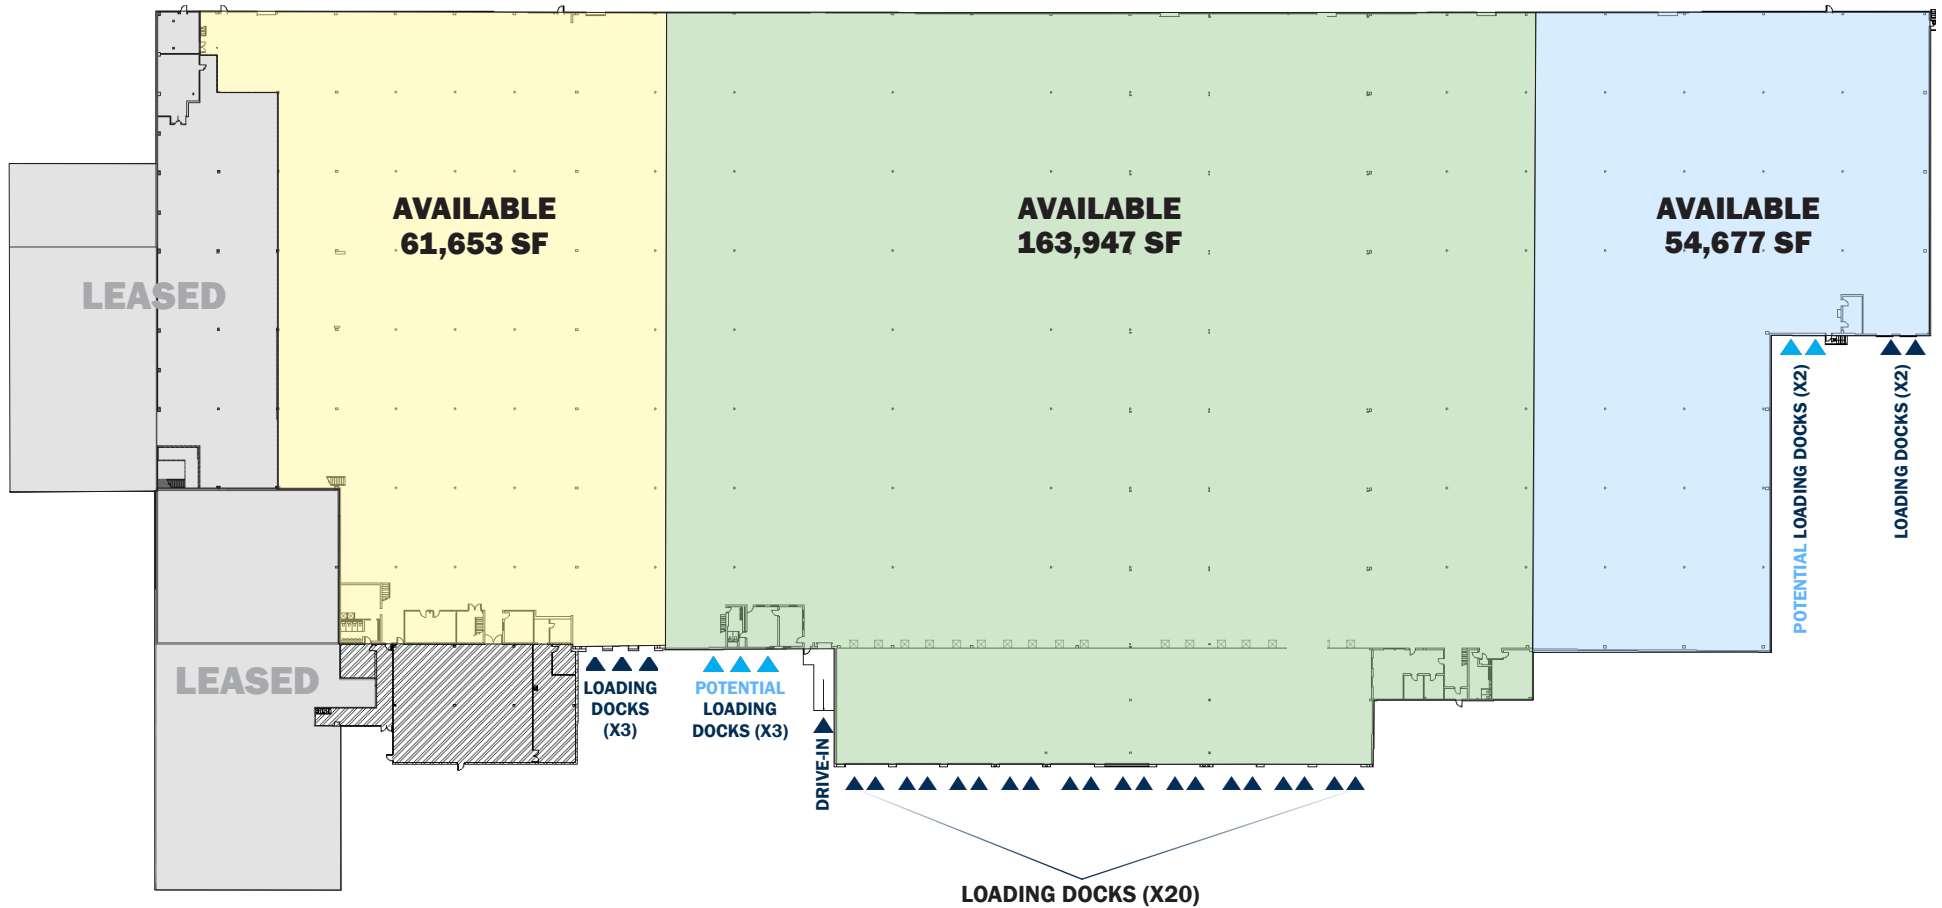 AVAILABLE
61,653 SF
AVAILABLE
163,947 SF
AVAILABLE
54,677 SF
LEASED
LEASED
LOADING
DOCKS
(X3)
POTENTIAL
LOADING
DOCKS (X3)
DRIVE-IN
LOADING DOCKS (X20)
POTENTIAL LOADING DOCKS (X2)
LOADING DOCKS (X2)